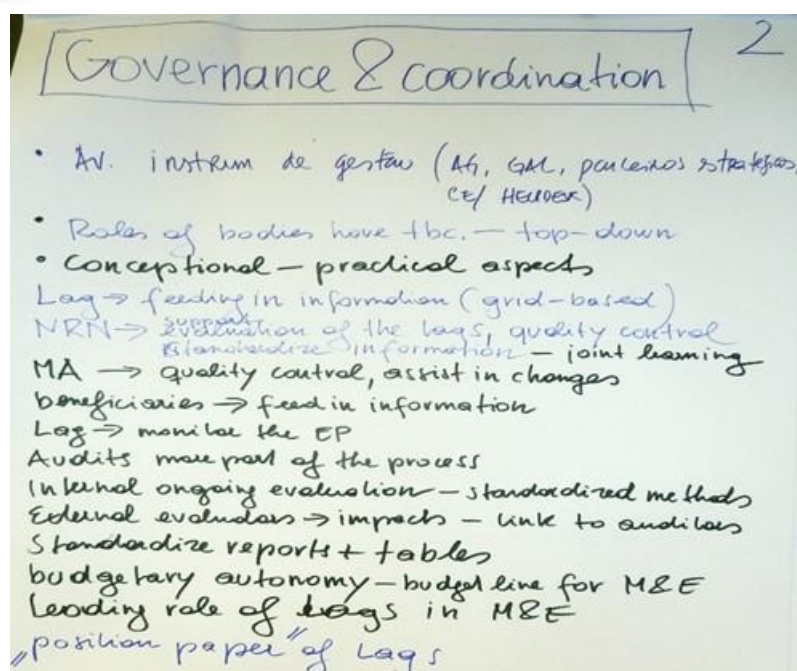 2
Governance & coordination
• Av. instrum de gestão (AG, GAL, parceiros estratégicos,
CE/ HELPDESK)
• Roles of bodies have tbc. — top-down
• Conceptional — practical aspects
Lag → feeding in information (grid-based)
NRN → support evaluation of the Lags, quality control
Standardize information — joint learning
MA → quality control, assist in changes
beneficiaries → feed in information
Lag → monitor the EP
Audits more part of the process
Internal ongoing evaluation — standardized methods
External evaluators → impacts — link to auditors
Standardize reports + tables
budgetary autonomy — budget line for M&E
Leading role of Lags in M&E
„position paper" of Lags